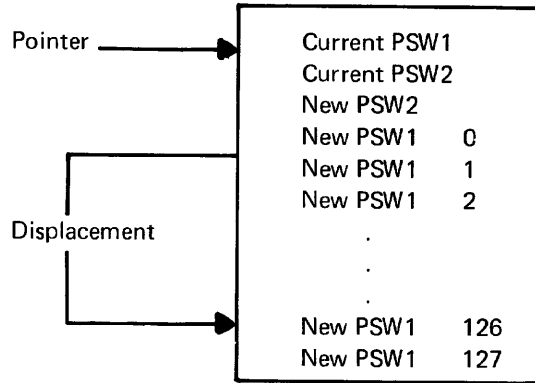 Pointer
Current PSW1
Current PSW2
New PSW2
New PSW1 0
New PSW1 1
New PSW1 2
Displacement
.
.
.
New PSW1 126
New PSW1 127